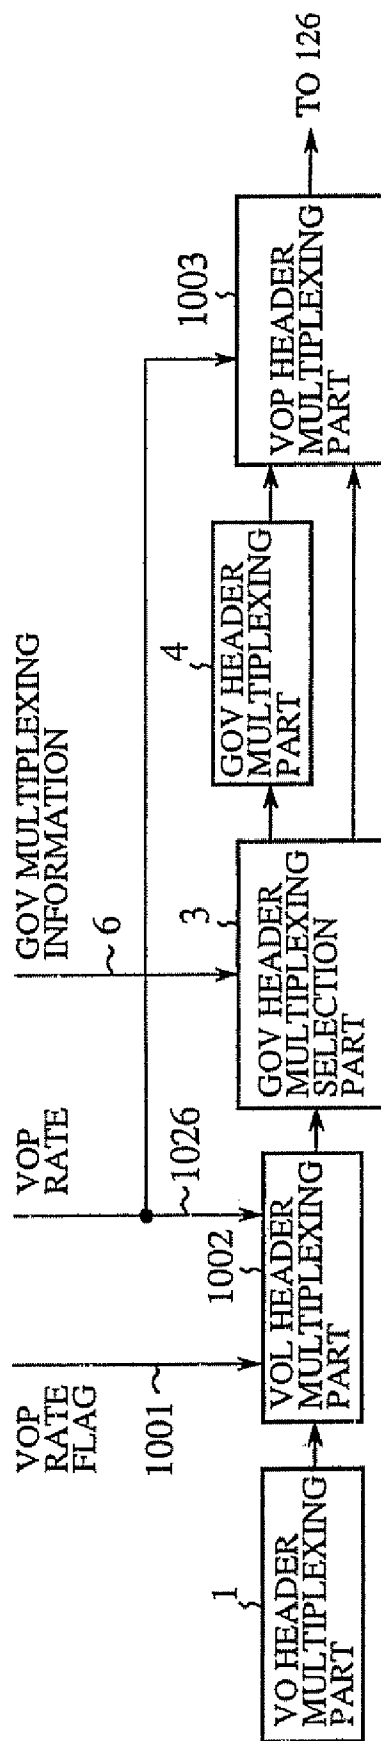 VOP
RATE
FLAG
1001
VOP
RATE
1026
GOV MULTIPLEXING
INFORMATION
6
1
VO HEADER
MULTIPLEXING
PART
1002
VOL HEADER
MULTIPLEXING
PART
3
GOV HEADER
MULTIPLEXING
SELECTION
PART
4
GOV HEADER
MULTIPLEXING
PART
1003
VOP HEADER
MULTIPLEXING
PART
TO 126